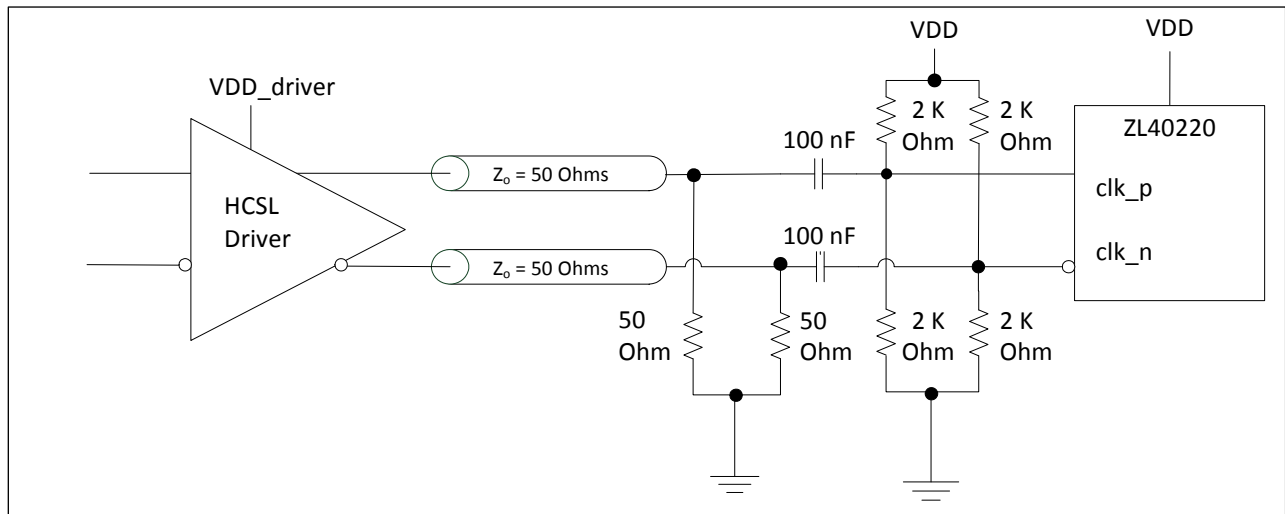 VDD
VDD
VDD_driver
2 K
Ohm
2 K
Ohm
ZL40220
100 nF
Zo = 50 Ohms
clk_p
HCSL
Driver
100 nF
clk_n
Zo = 50 Ohms
50
Ohm
50
Ohm
2 K
Ohm
2 K
Ohm